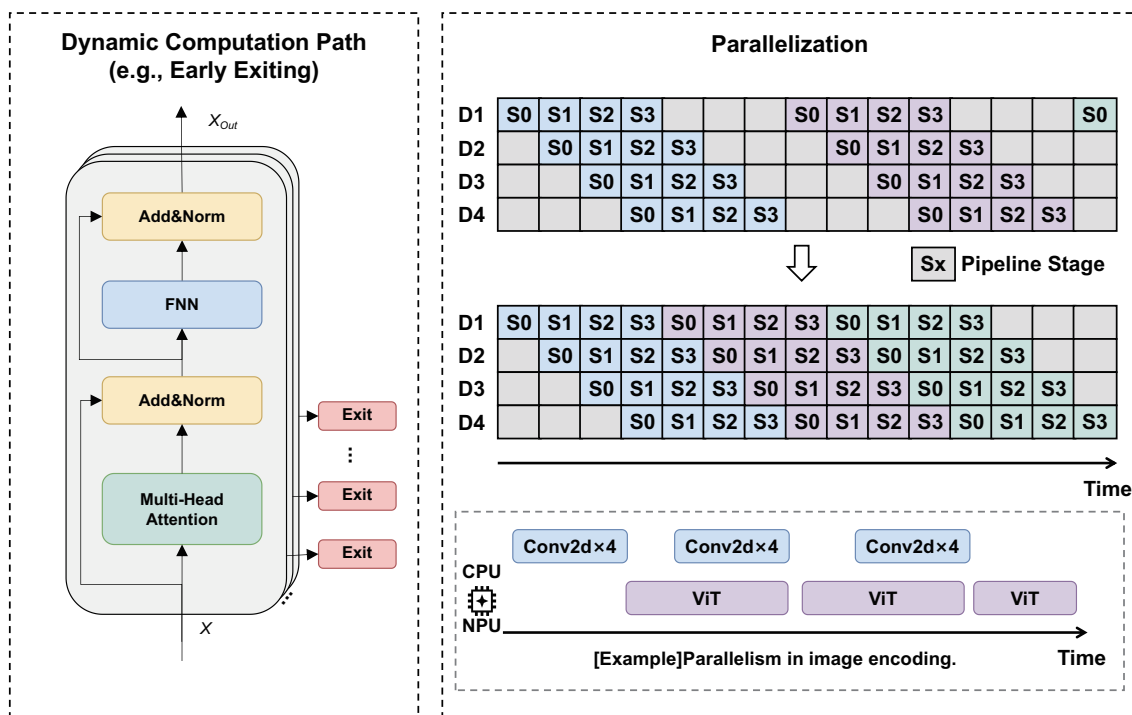 Dynamic Computation Path
(e.g., Early Exiting)
X_Out
Add&Norm
FNN
Add&Norm
Multi-Head
Attention
X
Exit
⋮
Exit
Exit
Parallelization
D1 S0 S1 S2 S3 S0 S1 S2 S3 S0
D2 S0 S1 S2 S3 S0 S1 S2 S3
D3 S0 S1 S2 S3 S0 S1 S2 S3
D4 S0 S1 S2 S3 S0 S1 S2 S3
Sx Pipeline Stage
D1 S0 S1 S2 S3 S0 S1 S2 S3 S0 S1 S2 S3
D2 S0 S1 S2 S3 S0 S1 S2 S3 S0 S1 S2 S3
D3 S0 S1 S2 S3 S0 S1 S2 S3 S0 S1 S2 S3
D4 S0 S1 S2 S3 S0 S1 S2 S3 S0 S1 S2 S3
Time
Conv2d×4 Conv2d×4 Conv2d×4
CPU
ViT ViT ViT
NPU
[Example]Parallelism in image encoding.
Time